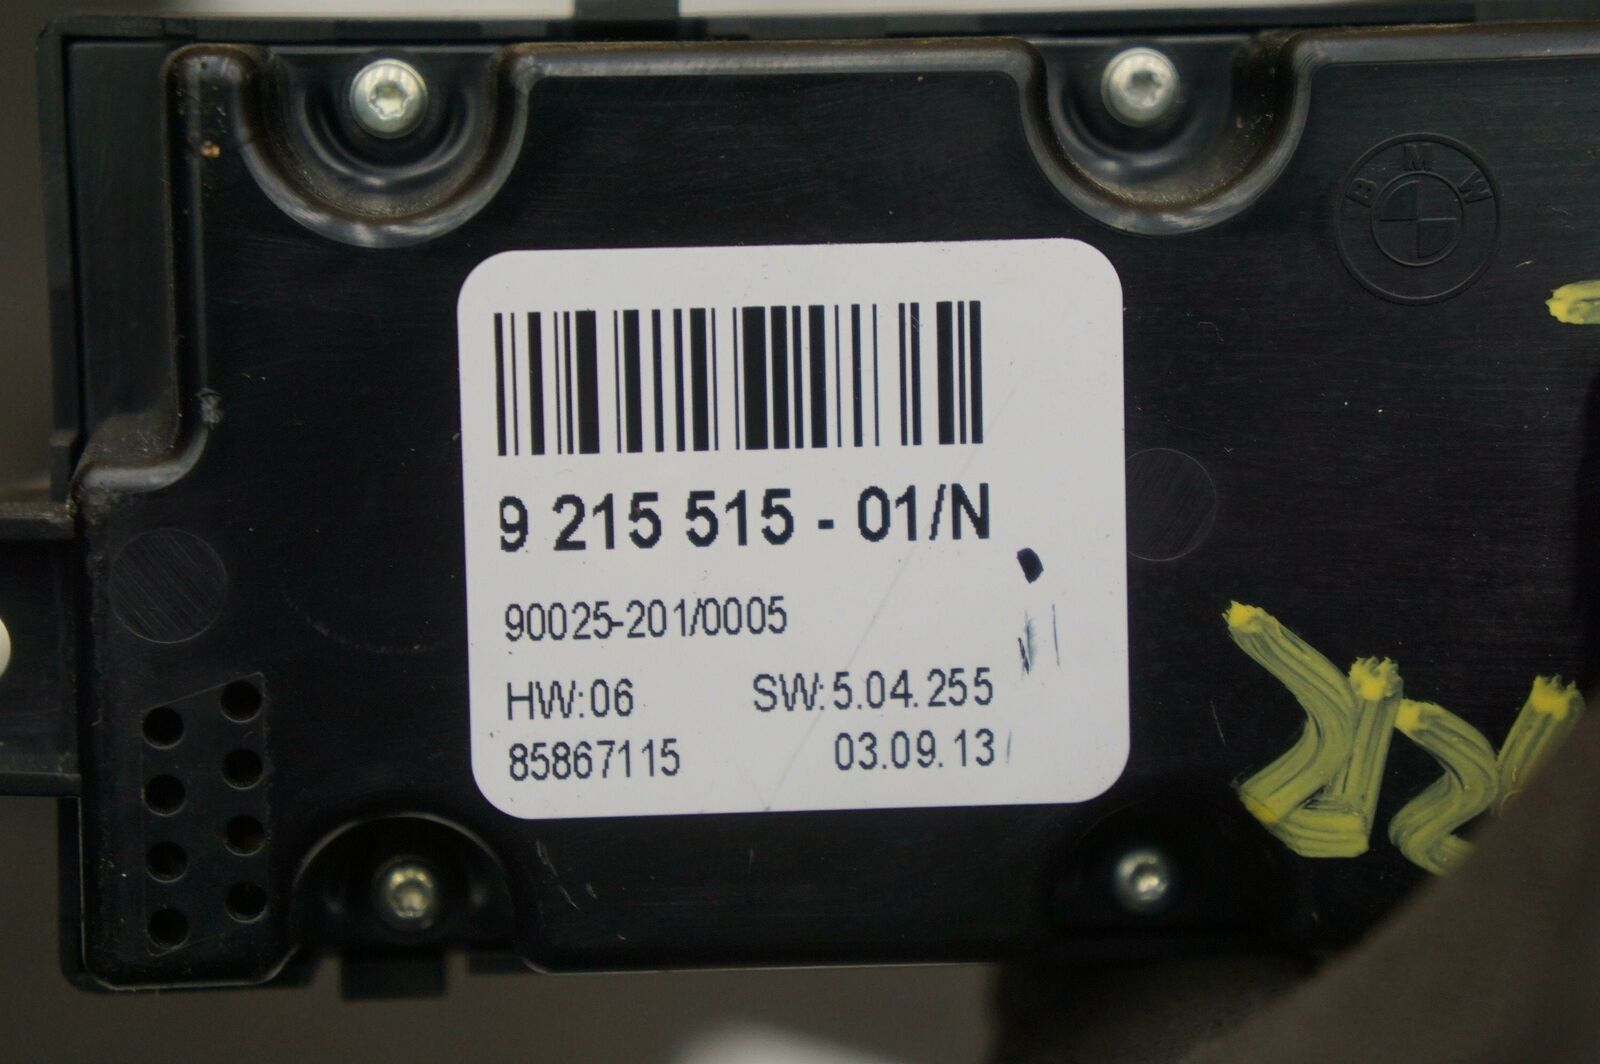 BMW
9 215 515 - 01/N
90025-201/0005
HW:06 SW:5.04.255
85867115 03.09.13